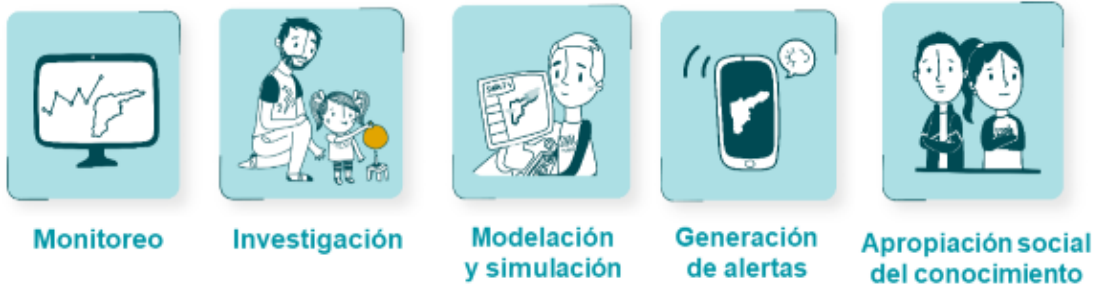 Monitoreo
Investigación
Modelación
y simulación
Generación
de alertas
Apropiación social
del conocimiento